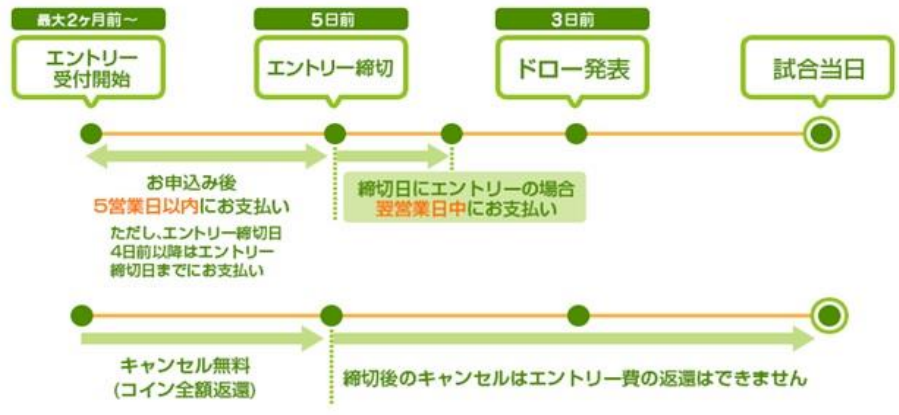 最大2ヶ月前～
5日前
3日前
エントリー
受付開始
エントリー締切
ドロー発表
試合当日
お申込み後
5営業日以内にお支払い
ただし、エントリー締切日
4日前以降はエントリー
締切日までにお支払い
締切日にエントリーの場合
翌営業日中にお支払い
キャンセル無料
(コイン全額返還)
締切後のキャンセルはエントリー費の返還はできません